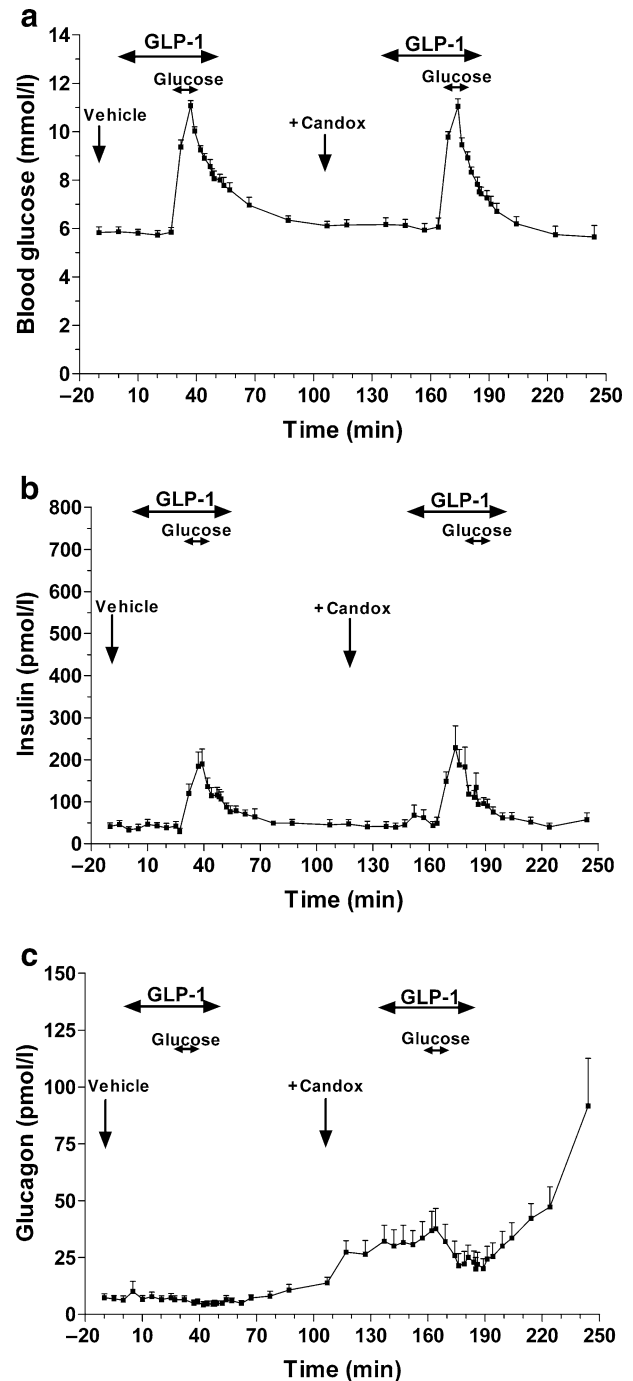 a
GLP-1
GLP-1
Glucose
Glucose
Vehicle
+Candox
Blood glucose (mmol/l)
14
12
10
8
6
4
2
0
–20 10 40 70 100 130 160 190 220 250
Time (min)
b
GLP-1
GLP-1
Glucose
Glucose
Vehicle
+Candox
Insulin (pmol/l)
800
700
600
500
400
300
200
100
0
–20 10 40 70 100 130 160 190 220 250
Time (min)
c
GLP-1
GLP-1
Glucose
Glucose
Vehicle
+Candox
Glucagon (pmol/l)
150
125
100
75
50
25
0
–20 10 40 70 100 130 160 190 220 250
Time (min)